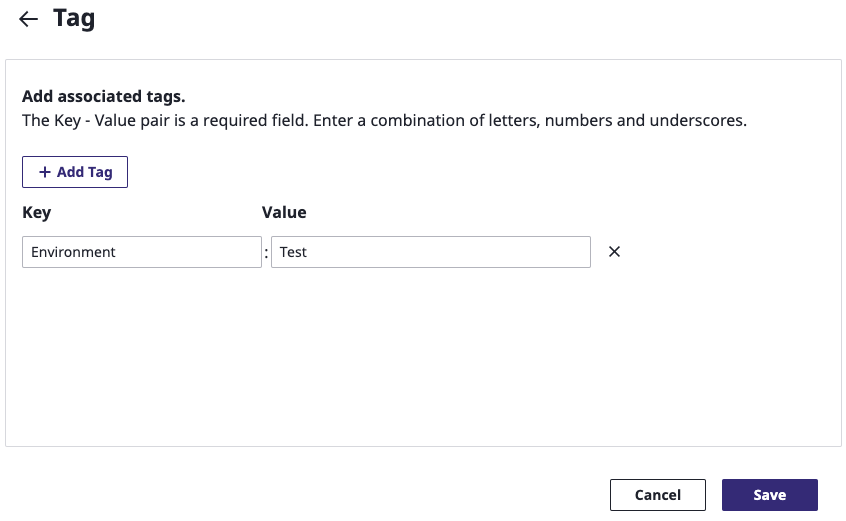 Tag
Add associated tags.
The Key - Value pair is a required field. Enter a combination of letters, numbers and underscores.
+ Add Tag
Key Value
Environment : Test
Cancel Save